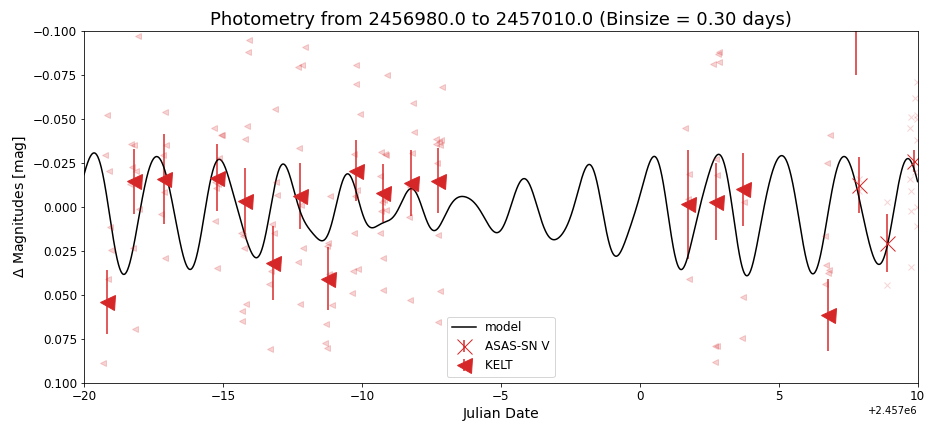 Photometry from 2456980.0 to 2457010.0 (Binsize = 0.30 days)
−0.100
−0.075
−0.050
−0.025
0.000
0.025
0.050
0.075
0.100
Δ Magnitudes [mag]
model
ASAS-SN V
KELT
−20
−15
−10
−5
0
5
10
Julian Date
+2.457e6